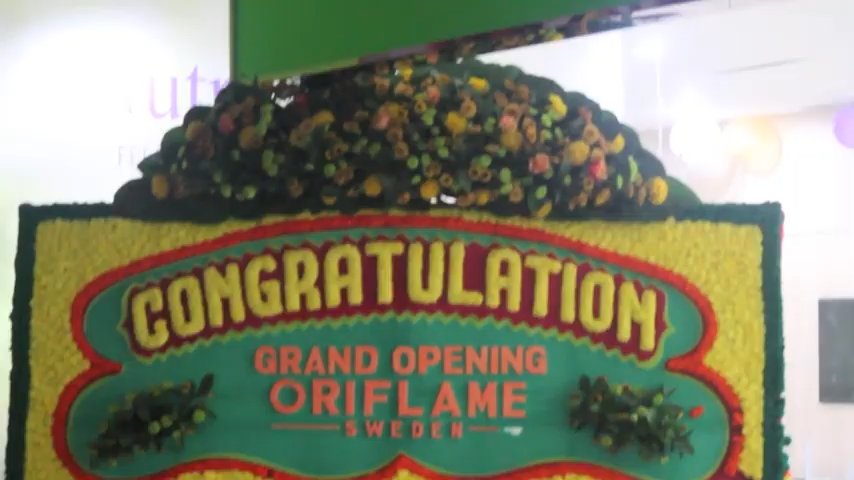 CONGRATULATION
GRAND OPENING
ORIFLAME
SWEDEN